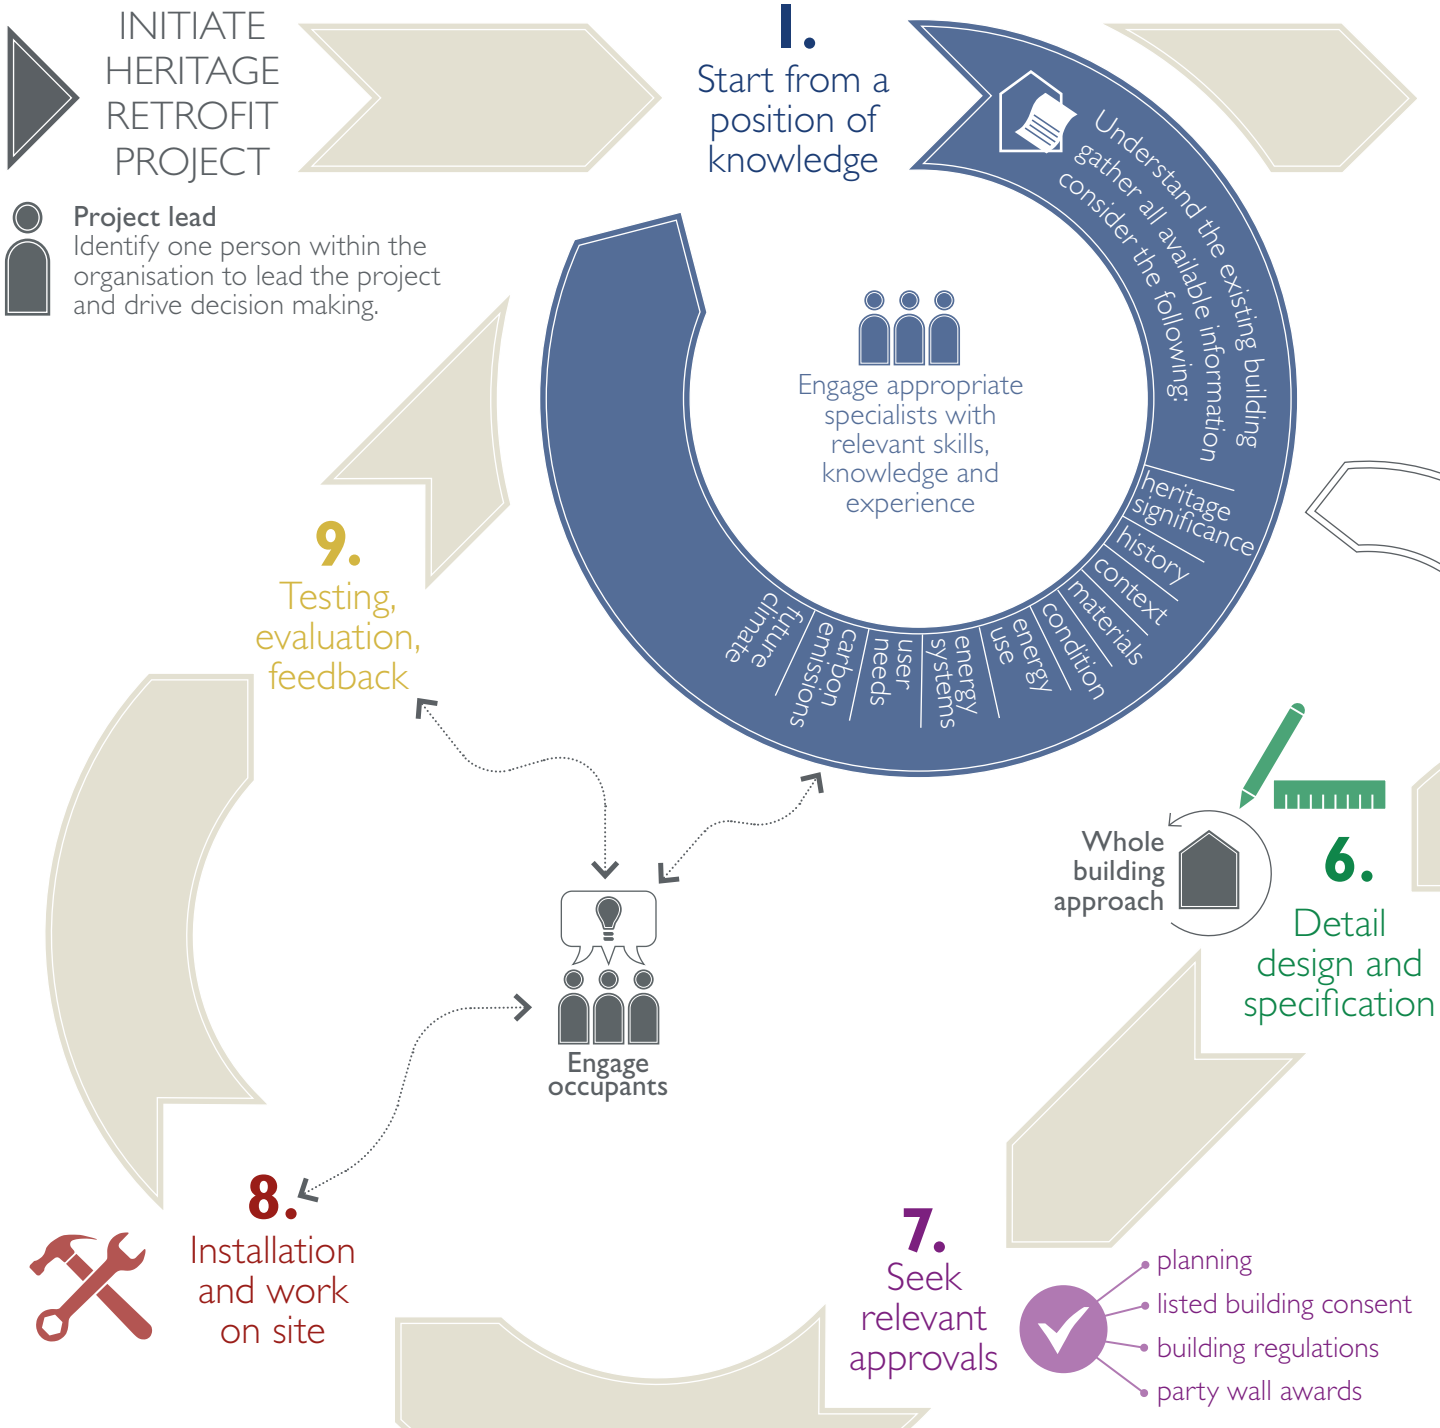 INITIATE
HERITAGE
RETROFIT
PROJECT
Project lead
Identify one person within the
organisation to lead the project
and drive decision making.
1.
Start from a
position of
knowledge
Understand the existing building
gather all available information
consider the following:
heritage
significance
history
context
materials
condition
energy
use
energy
systems
user
needs
carbon
emissions
future
climate
Engage appropriate
specialists with
relevant skills,
knowledge and
experience
Whole
building
approach
6.
Detail
design and
specification
7.
Seek
relevant
approvals
planning
listed building consent
building regulations
party wall awards
8.
Installation
and work
on site
9.
Testing,
evaluation,
feedback
Engage
occupants